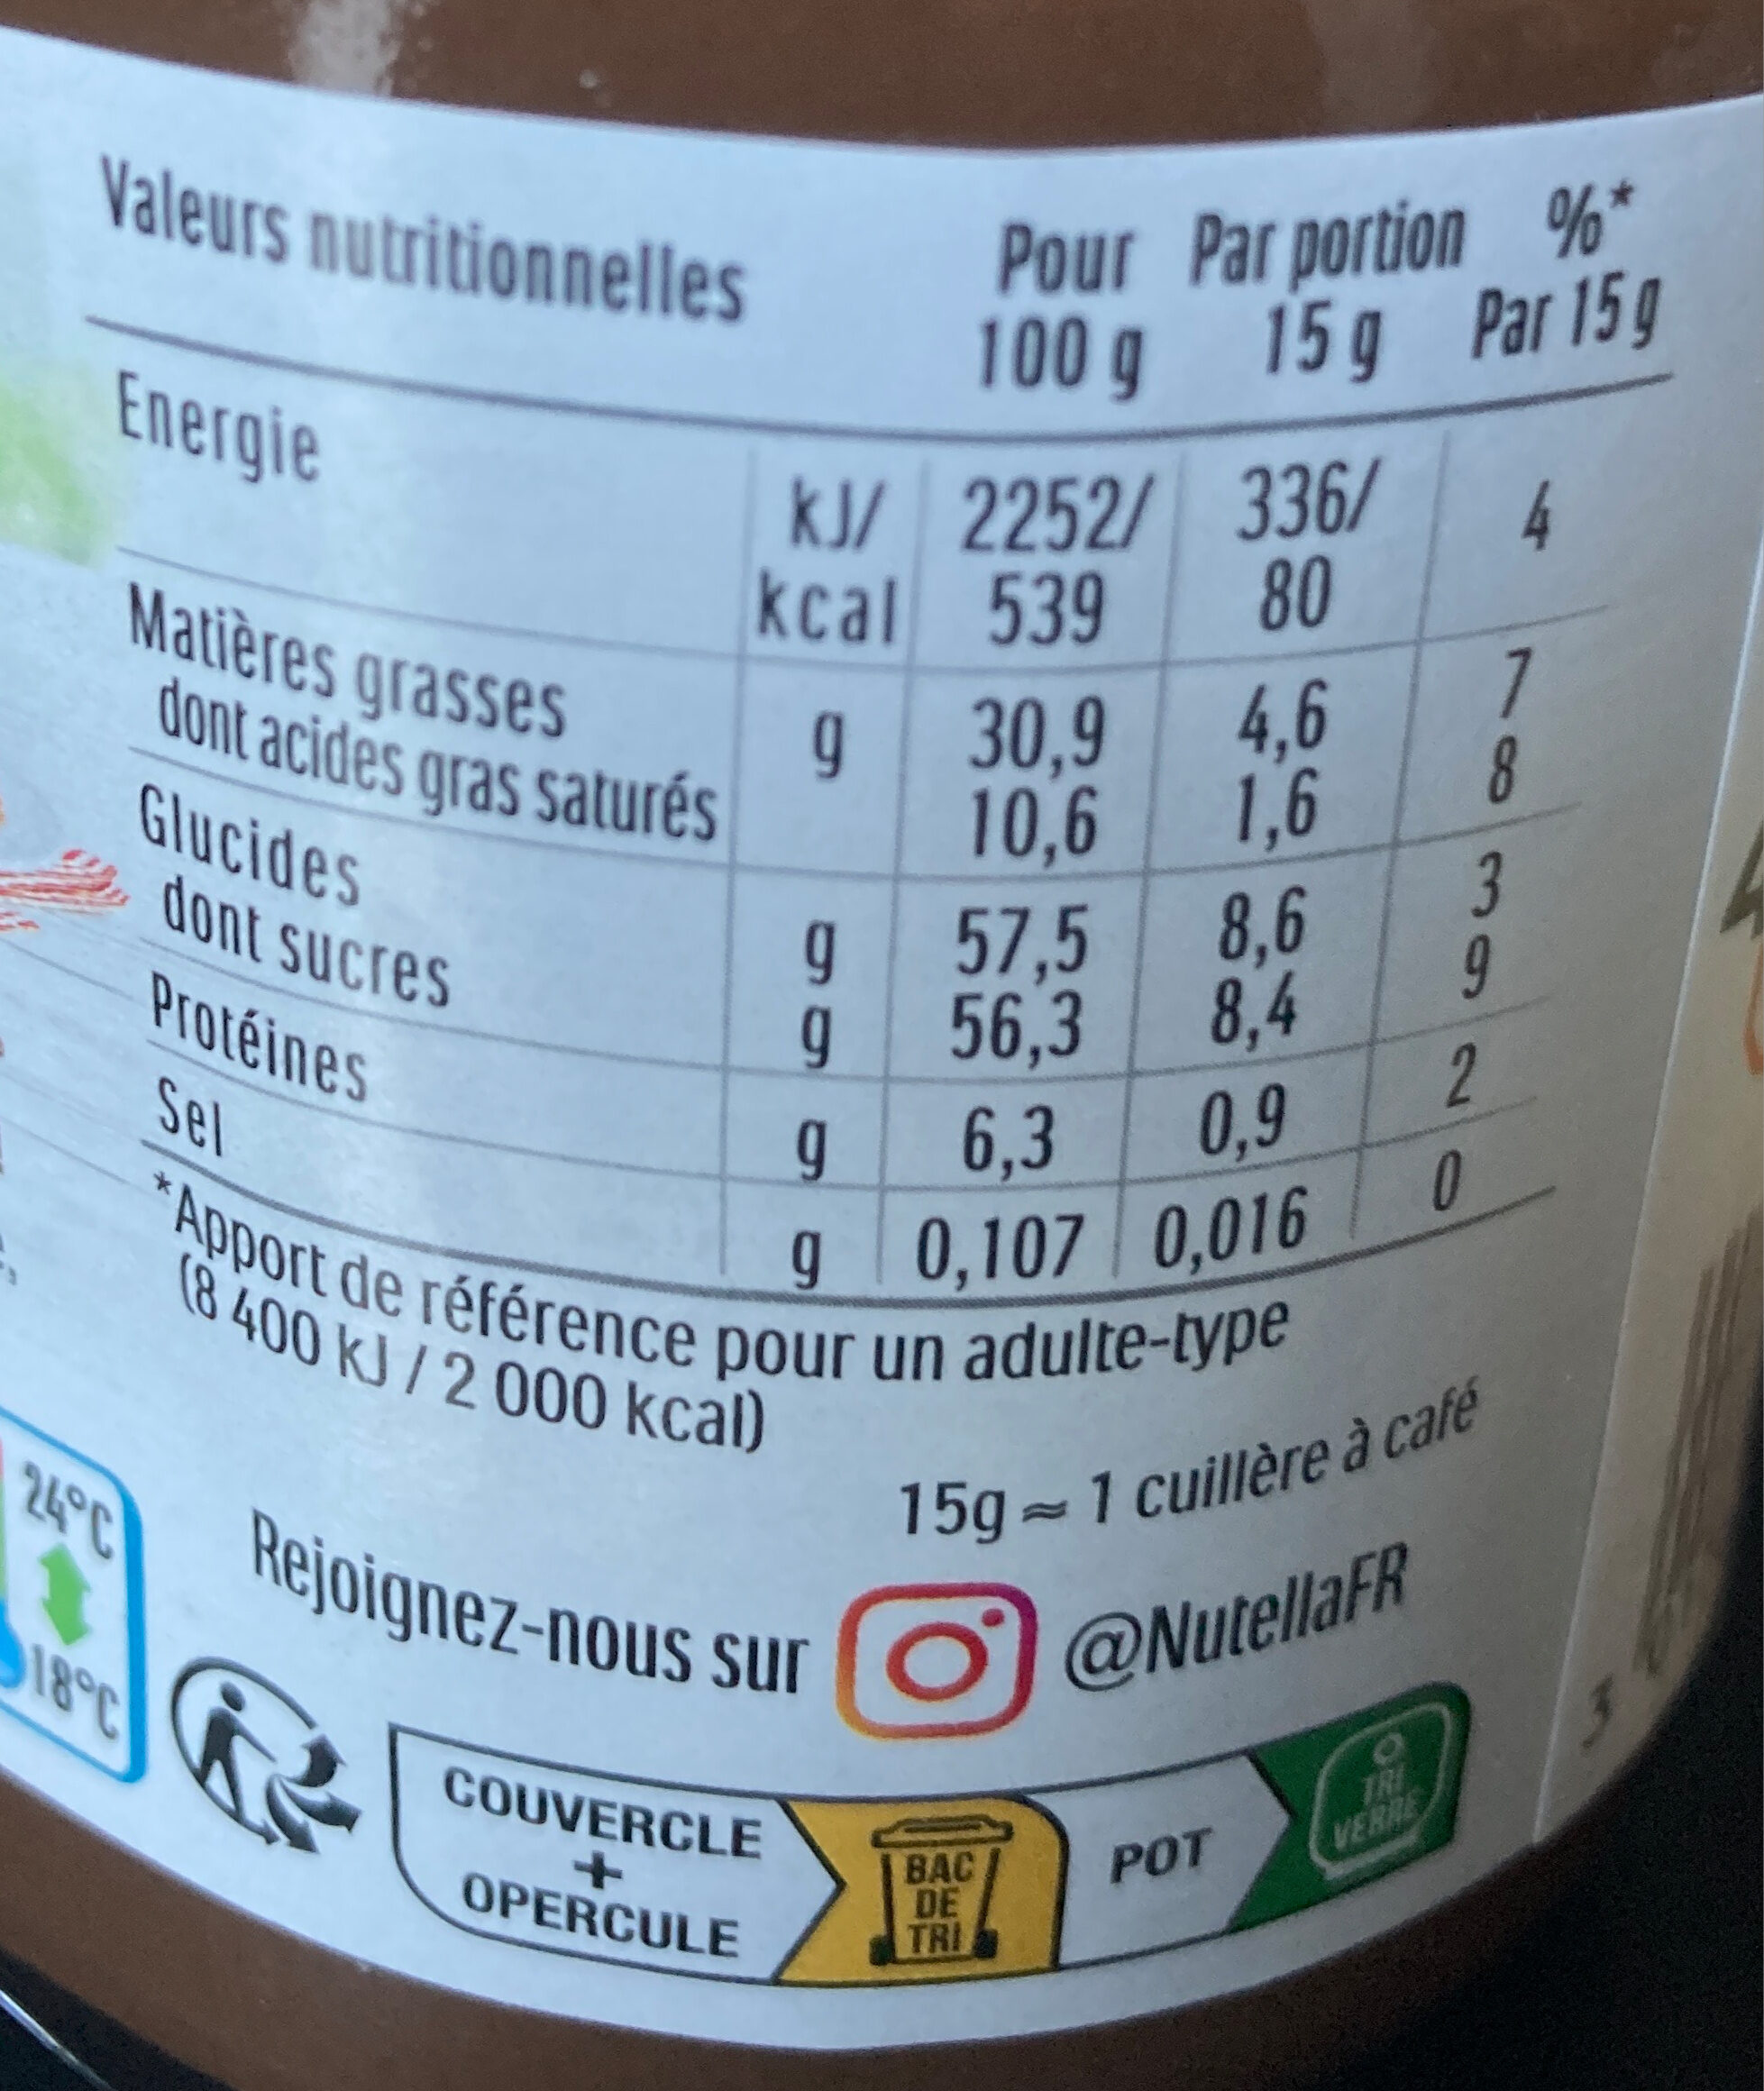 Valeurs nutritionnelles Pour 100 g Par portion 15 g %* Par 15 g
Energie kJ/ 2252/ 336/ 4
kcal 539 80
Matières grasses g 30,9 4,6 7
dont acides gras saturés 10,6 1,6 8
Glucides g 57,5 8,6 3
dont sucres g 56,3 8,4 9
Protéines g 6,3 0,9 2
Sel g 0,107 0,016 0
*Apport de référence pour un adulte-type
(8 400 kJ / 2 000 kcal)
15g ≈ 1 cuillère à café
24°C
18°C
Rejoignez-nous sur @NutellaFR
COUVERCLE
+
OPERCULE
BAC
DE
TRI
POT
TRI
VERRE
3